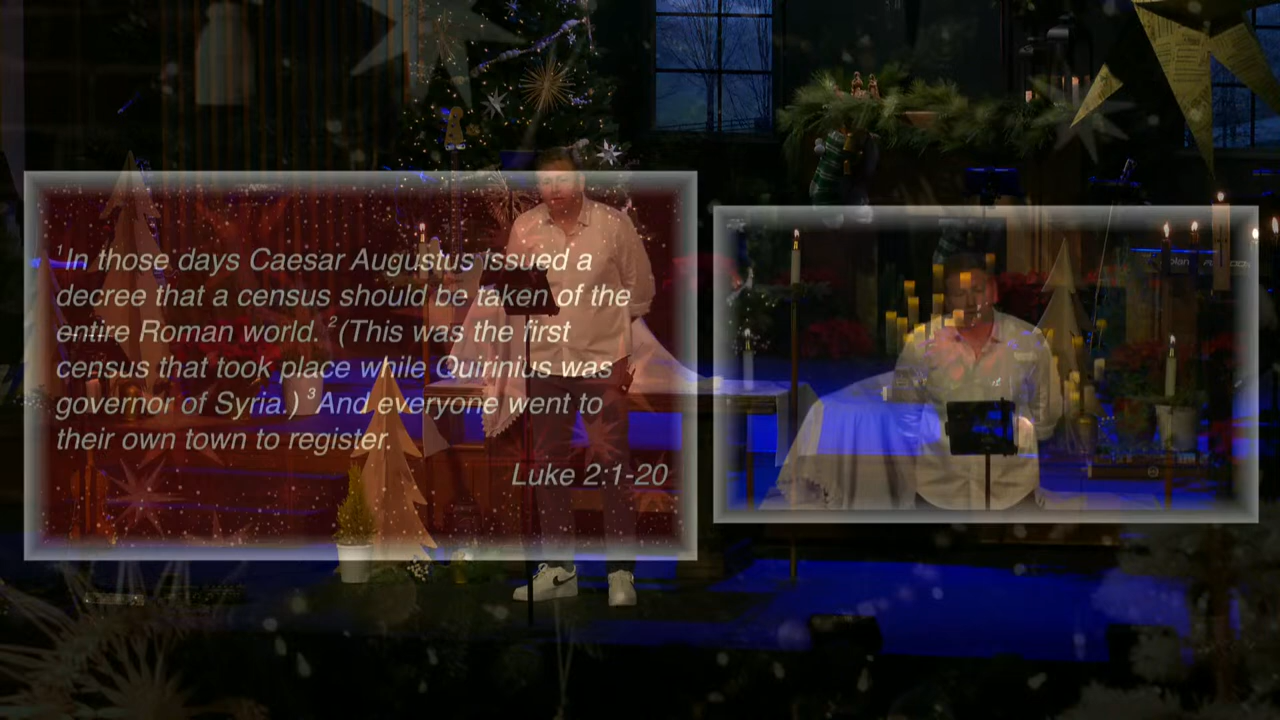 ¹In those days Caesar Augustus issued a
decree that a census should be taken of the
entire Roman world. ²(This was the first
census that took place while Quirinius was
governor of Syria.) ³And everyone went to
their own town to register.
Luke 2:1-20